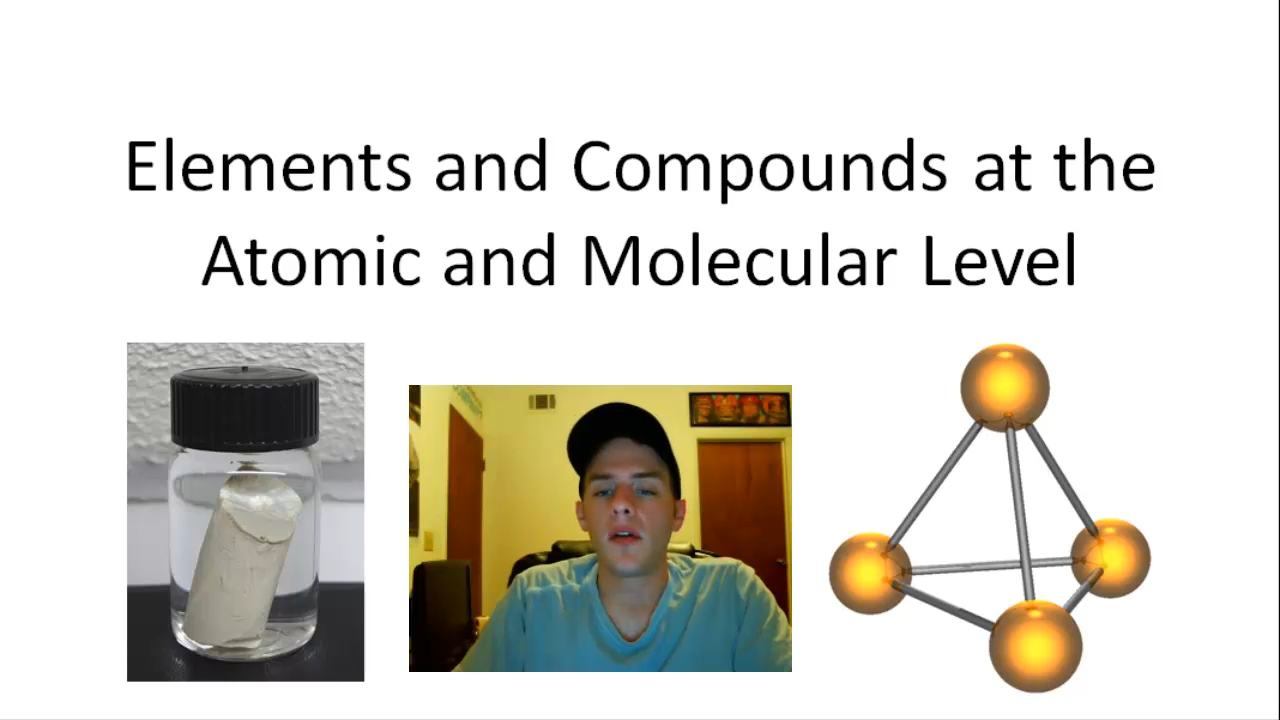 Elements and Compounds at the
Atomic and Molecular Level